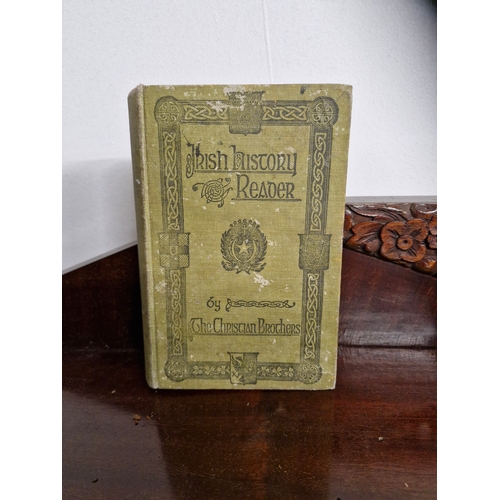 Irish History
Reader
by
The Christian Brothers